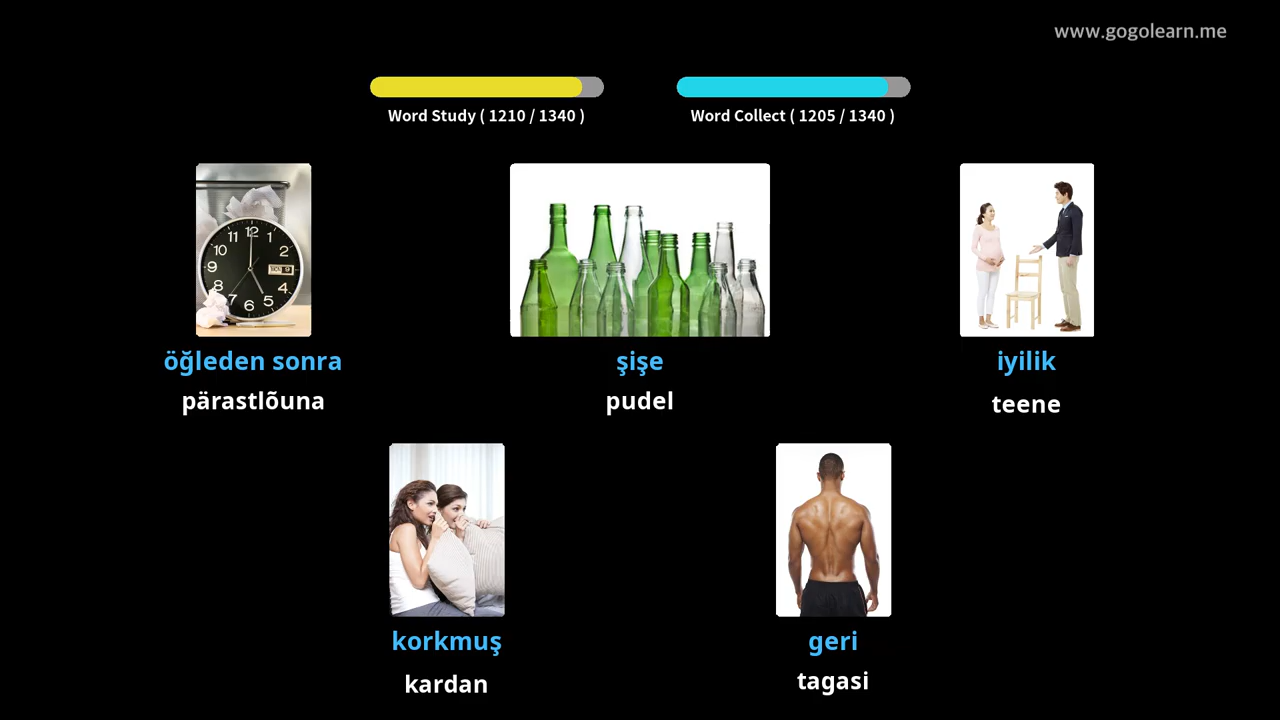 www.gogolearn.me
Word Study ( 1210 / 1340 )
Word Collect ( 1205 / 1340 )
öğleden sonra
pärastlõuna
şişe
pudel
iyilik
teene
korkmuş
kardan
geri
tagasi